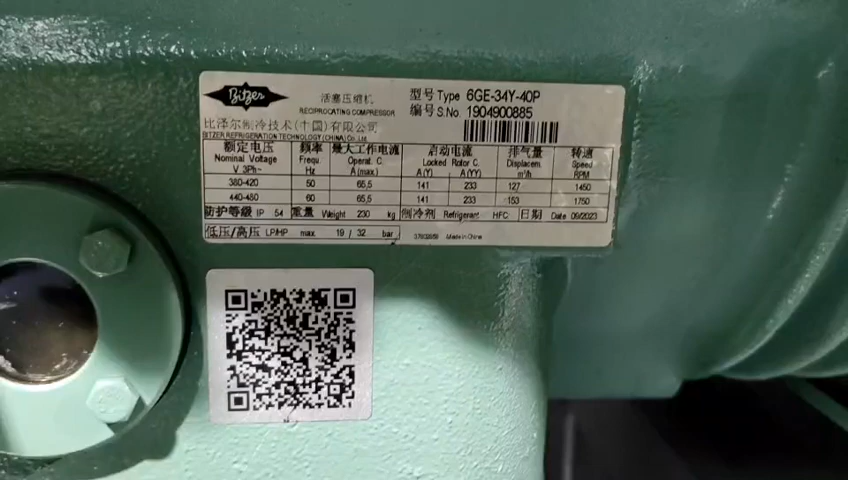 Bitzer
活塞压缩机
RECIPROCATING COMPRESSOR
型号 Type 6GE-34Y-40P
编号 S.No. 1904900885
比泽尔制冷技术(中国)有限公司
BITZER REFRIGERATION TECHNOLOGY (CHINA) Co., Ltd.
额定电压 频率 最大工作电流 启动电流 排气量 转速
Nominal Voltage Frequ. Operat. C. Locked Rotor C. Displacem. Speed
V 3Ph~ Hz A(max.) A(Y) A(YY) m³/h RPM
380-420 50 65,5 141 233 127 1450
440-480 60 65,5 141 233 153 1750
防护等级 IP 54 重量 Weight 230 kg 制冷剂 Refrigerant HFC 日期 Date 09/2023
低压/高压 LP/HP max. 19 / 32 bar
Made in China